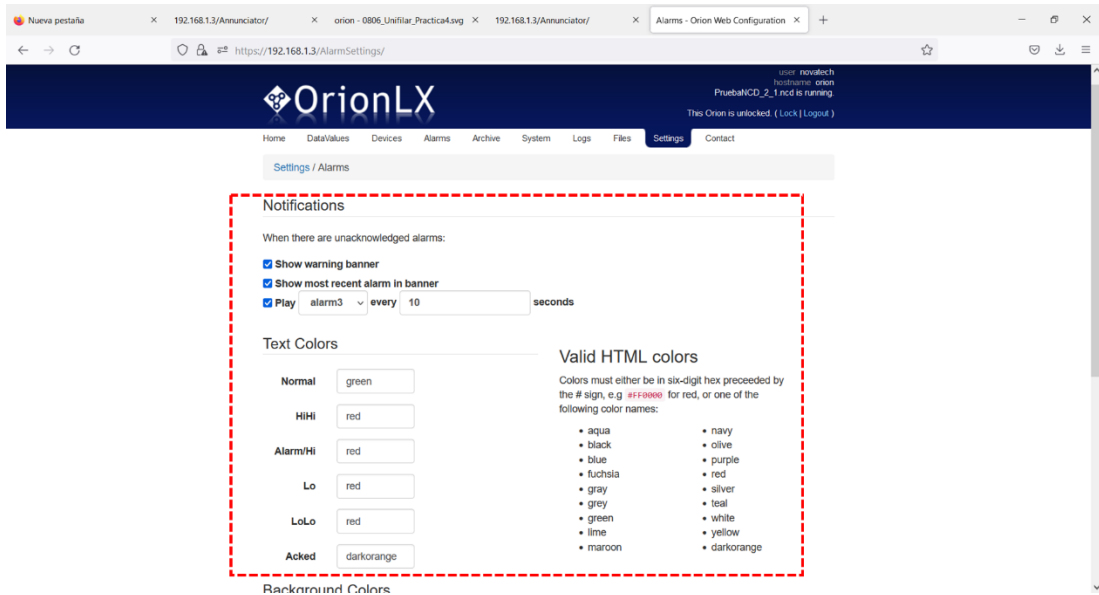 Nueva pestaña
192.168.1.3/Annunciator/
orion - 0806_Unifilar_Practica4.svg
192.168.1.3/Annunciator/
Alarms - Orion Web Configuration
https://192.168.1.3/AlarmSettings/
user novatech
hostname orion
PruebaNCD_2_1.ncd is running.
OrionLX
This Orion is unlocked. ( Lock | Logout )
Home DataValues Devices Alarms Archive System Logs Files Settings Contact
Settings / Alarms
Notifications
When there are unacknowledged alarms:
Show warning banner
Show most recent alarm in banner
Play alarm3 every 10 seconds
Text Colors
Normal green
HiHi red
Alarm/Hi red
Lo red
LoLo red
Acked darkorange
Valid HTML colors
Colors must either be in six-digit hex preceeded by
the # sign, e.g #FF0000 for red, or one of the
following color names:
• aqua
• black
• blue
• fuchsia
• gray
• grey
• green
• lime
• maroon
• navy
• olive
• purple
• red
• silver
• teal
• white
• yellow
• darkorange
Background Colors